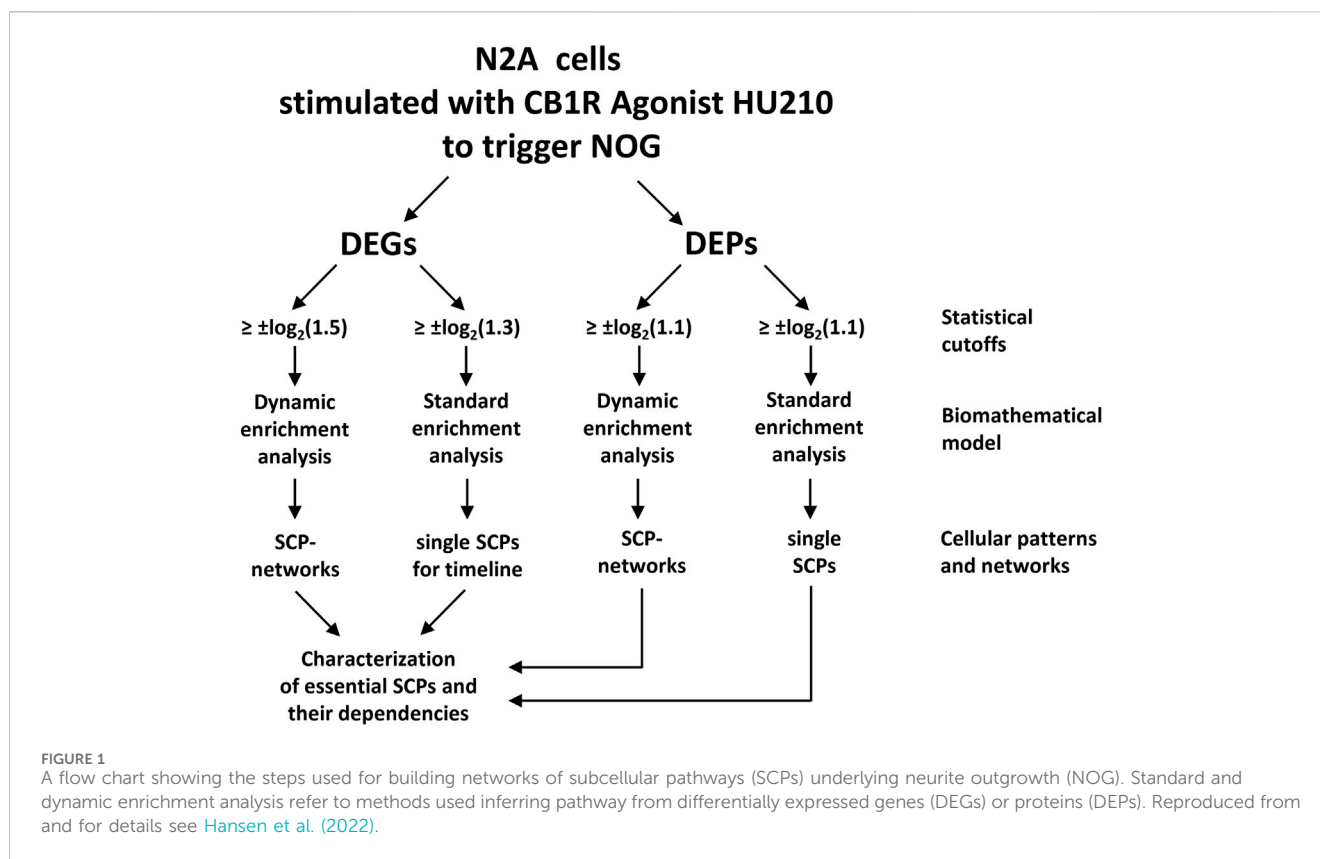 N2A cells
stimulated with CB1R Agonist HU210
to trigger NOG
DEGs
DEPs
≥ ±log₂(1.5)
≥ ±log₂(1.3)
≥ ±log₂(1.1)
≥ ±log₂(1.1)
Statistical
cutoffs
Dynamic
enrichment
analysis
Standard
enrichment
analysis
Dynamic
enrichment
analysis
Standard
enrichment
analysis
Biomathematical
model
SCP-
networks
single SCPs
for timeline
SCP-
networks
single
SCPs
Cellular patterns
and networks
Characterization
of essential SCPs and
their dependencies
FIGURE 1
A flow chart showing the steps used for building networks of subcellular pathways (SCPs) underlying neurite outgrowth (NOG). Standard and
dynamic enrichment analysis refer to methods used inferring pathway from differentially expressed genes (DEGs) or proteins (DEPs). Reproduced from
and for details see Hansen et al. (2022).